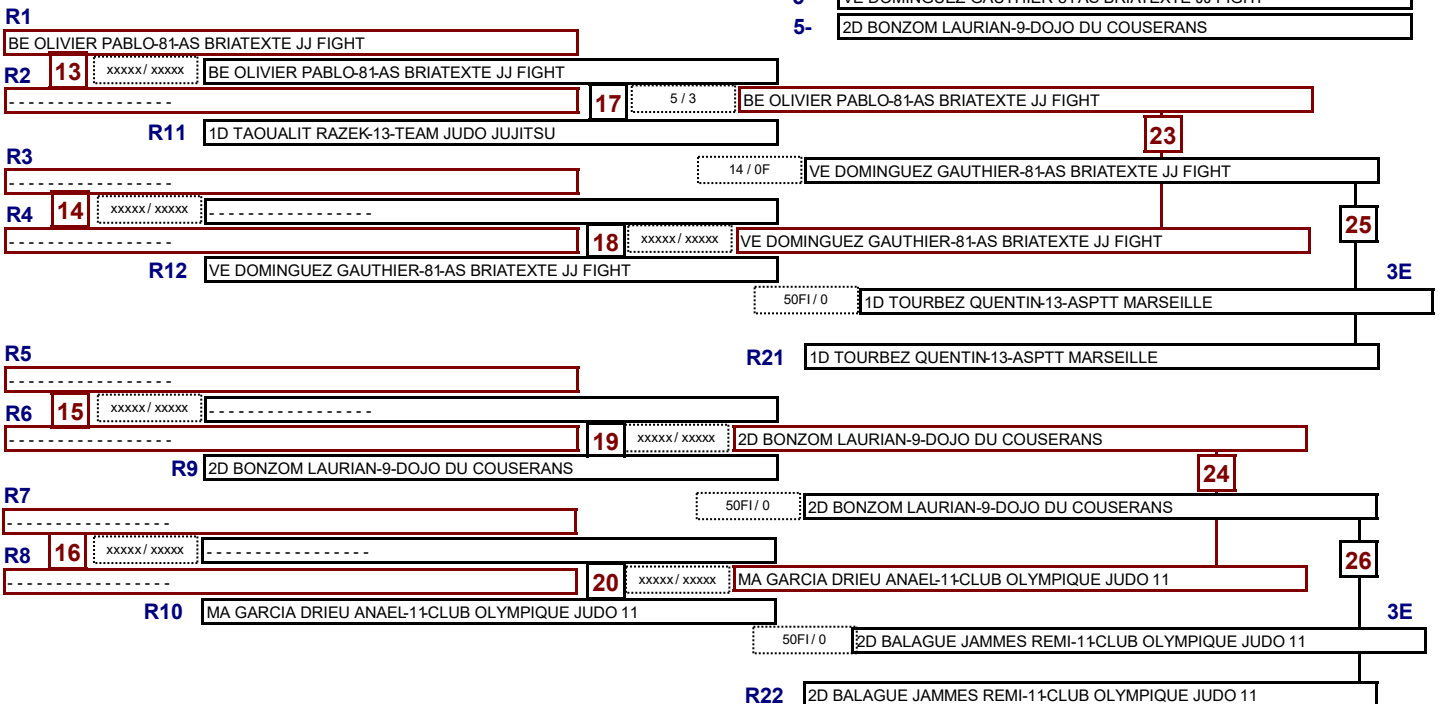 5- VE DOMINGUEZ GAUTHIER-81-AS BRIATEXTE JJ FIGHT
5- 2D BONZOM LAURIAN-9-DOJO DU COUSERANS
R1
BE OLIVIER PABLO-81-AS BRIATEXTE JJ FIGHT
R2 13 xxxxx/ xxxxx BE OLIVIER PABLO-81-AS BRIATEXTE JJ FIGHT
- - - - - - - - - - - - - - - - - 17 5 / 3 BE OLIVIER PABLO-81-AS BRIATEXTE JJ FIGHT
R11 1D TAOUALIT RAZEK-13-TEAM JUDO JUJITSU
23
R3
14 / 0F VE DOMINGUEZ GAUTHIER-81-AS BRIATEXTE JJ FIGHT
- - - - - - - - - - - - - - - - -
R4 14 xxxxx/ xxxxx - - - - - - - - - - - - - - - - -
25
- - - - - - - - - - - - - - - - - 18 xxxxx/ xxxxx VE DOMINGUEZ GAUTHIER-81-AS BRIATEXTE JJ FIGHT
R12 VE DOMINGUEZ GAUTHIER-81-AS BRIATEXTE JJ FIGHT
3E
50FI / 0 1D TOURBEZ QUENTIN-13-ASPTT MARSEILLE
R5
R21 1D TOURBEZ QUENTIN-13-ASPTT MARSEILLE
- - - - - - - - - - - - - - - - -
R6 15 xxxxx/ xxxxx - - - - - - - - - - - - - - - - -
- - - - - - - - - - - - - - - - - 19 xxxxx/ xxxxx 2D BONZOM LAURIAN-9-DOJO DU COUSERANS
R9 2D BONZOM LAURIAN-9-DOJO DU COUSERANS
24
R7
50FI / 0 2D BONZOM LAURIAN-9-DOJO DU COUSERANS
- - - - - - - - - - - - - - - - -
R8 16 xxxxx/ xxxxx - - - - - - - - - - - - - - - - -
26
- - - - - - - - - - - - - - - - - 20 xxxxx/ xxxxx MA GARCIA DRIEU ANAEL-11-CLUB OLYMPIQUE JUDO 11
R10 MA GARCIA DRIEU ANAEL-11-CLUB OLYMPIQUE JUDO 11
3E
50FI / 0 2D BALAGUE JAMMES REMI-11-CLUB OLYMPIQUE JUDO 11
R22 2D BALAGUE JAMMES REMI-11-CLUB OLYMPIQUE JUDO 11